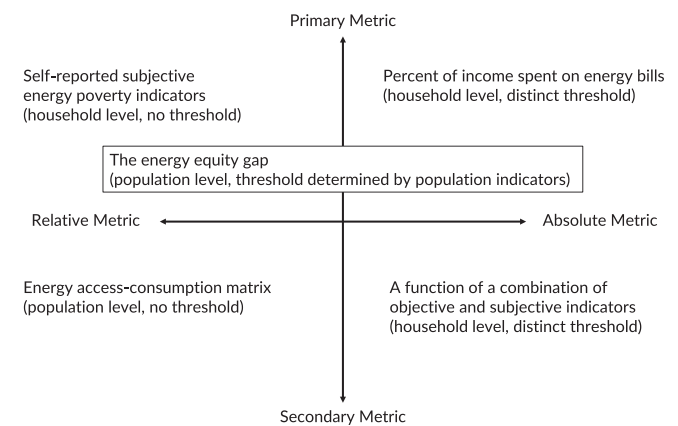 Primary Metric
Self-reported subjective
energy poverty indicators
(household level, no threshold)
Percent of income spent on energy bills
(household level, distinct threshold)
The energy equity gap
(population level, threshold determined by population indicators)
Relative Metric
Absolute Metric
Energy access-consumption matrix
(population level, no threshold)
A function of a combination of
objective and subjective indicators
(household level, distinct threshold)
Secondary Metric